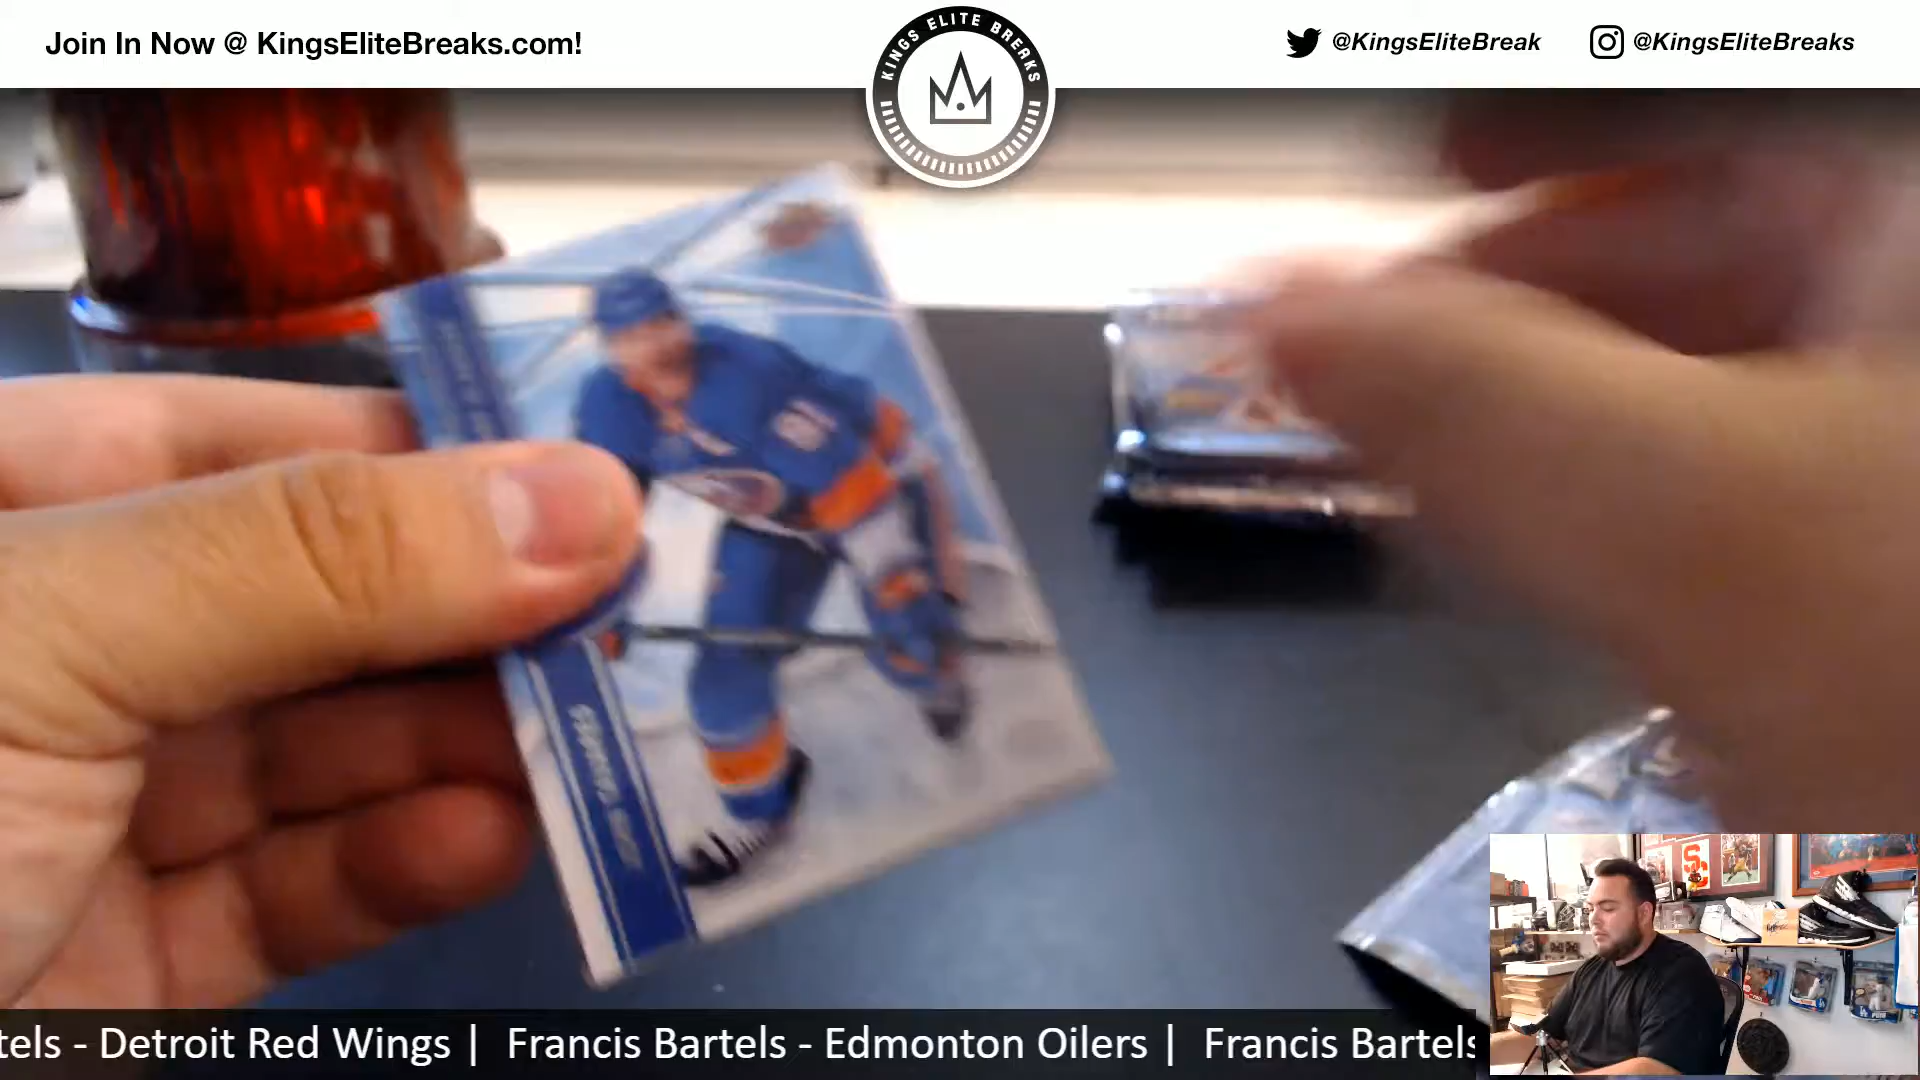 Join In Now @ KingsEliteBreaks.com!
KINGS ELITE BREAKS
@KingsEliteBreak
@KingsEliteBreaks
tels - Detroit Red Wings | Francis Bartels - Edmonton Oilers | Francis Bartels